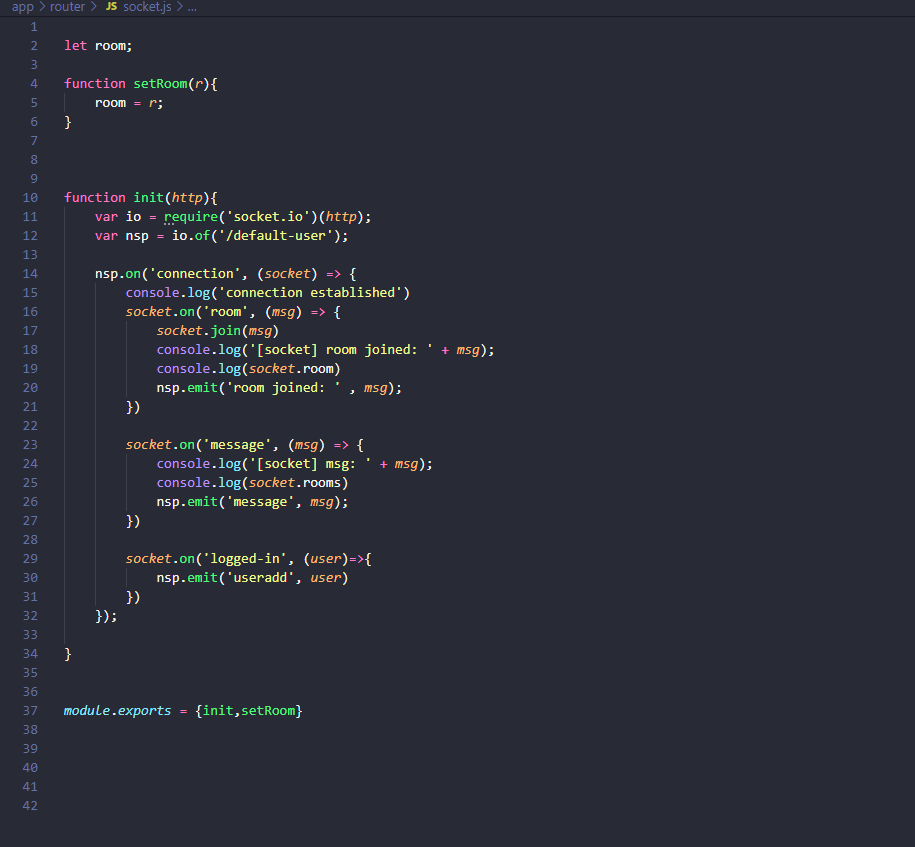 app > router > JS socket.js > ...
1
2 let room;
3
4 function setRoom(r){
5     room = r;
6 }
7
8
9
10 function init(http){
11     var io = require('socket.io')(http);
12     var nsp = io.of('/default-user');
13
14     nsp.on('connection', (socket) => {
15         console.log('connection established')
16         socket.on('room', (msg) => {
17             socket.join(msg)
18             console.log('[socket] room joined: ' + msg);
19             console.log(socket.room)
20             nsp.emit('room joined: ' , msg);
21         })
22
23         socket.on('message', (msg) => {
24             console.log('[socket] msg: ' + msg);
25             console.log(socket.rooms)
26             nsp.emit('message', msg);
27         })
28
29         socket.on('logged-in', (user)=>{
30             nsp.emit('useradd', user)
31         })
32     });
33
34 }
35
36
37 module.exports = {init,setRoom}
38
39
40
41
42